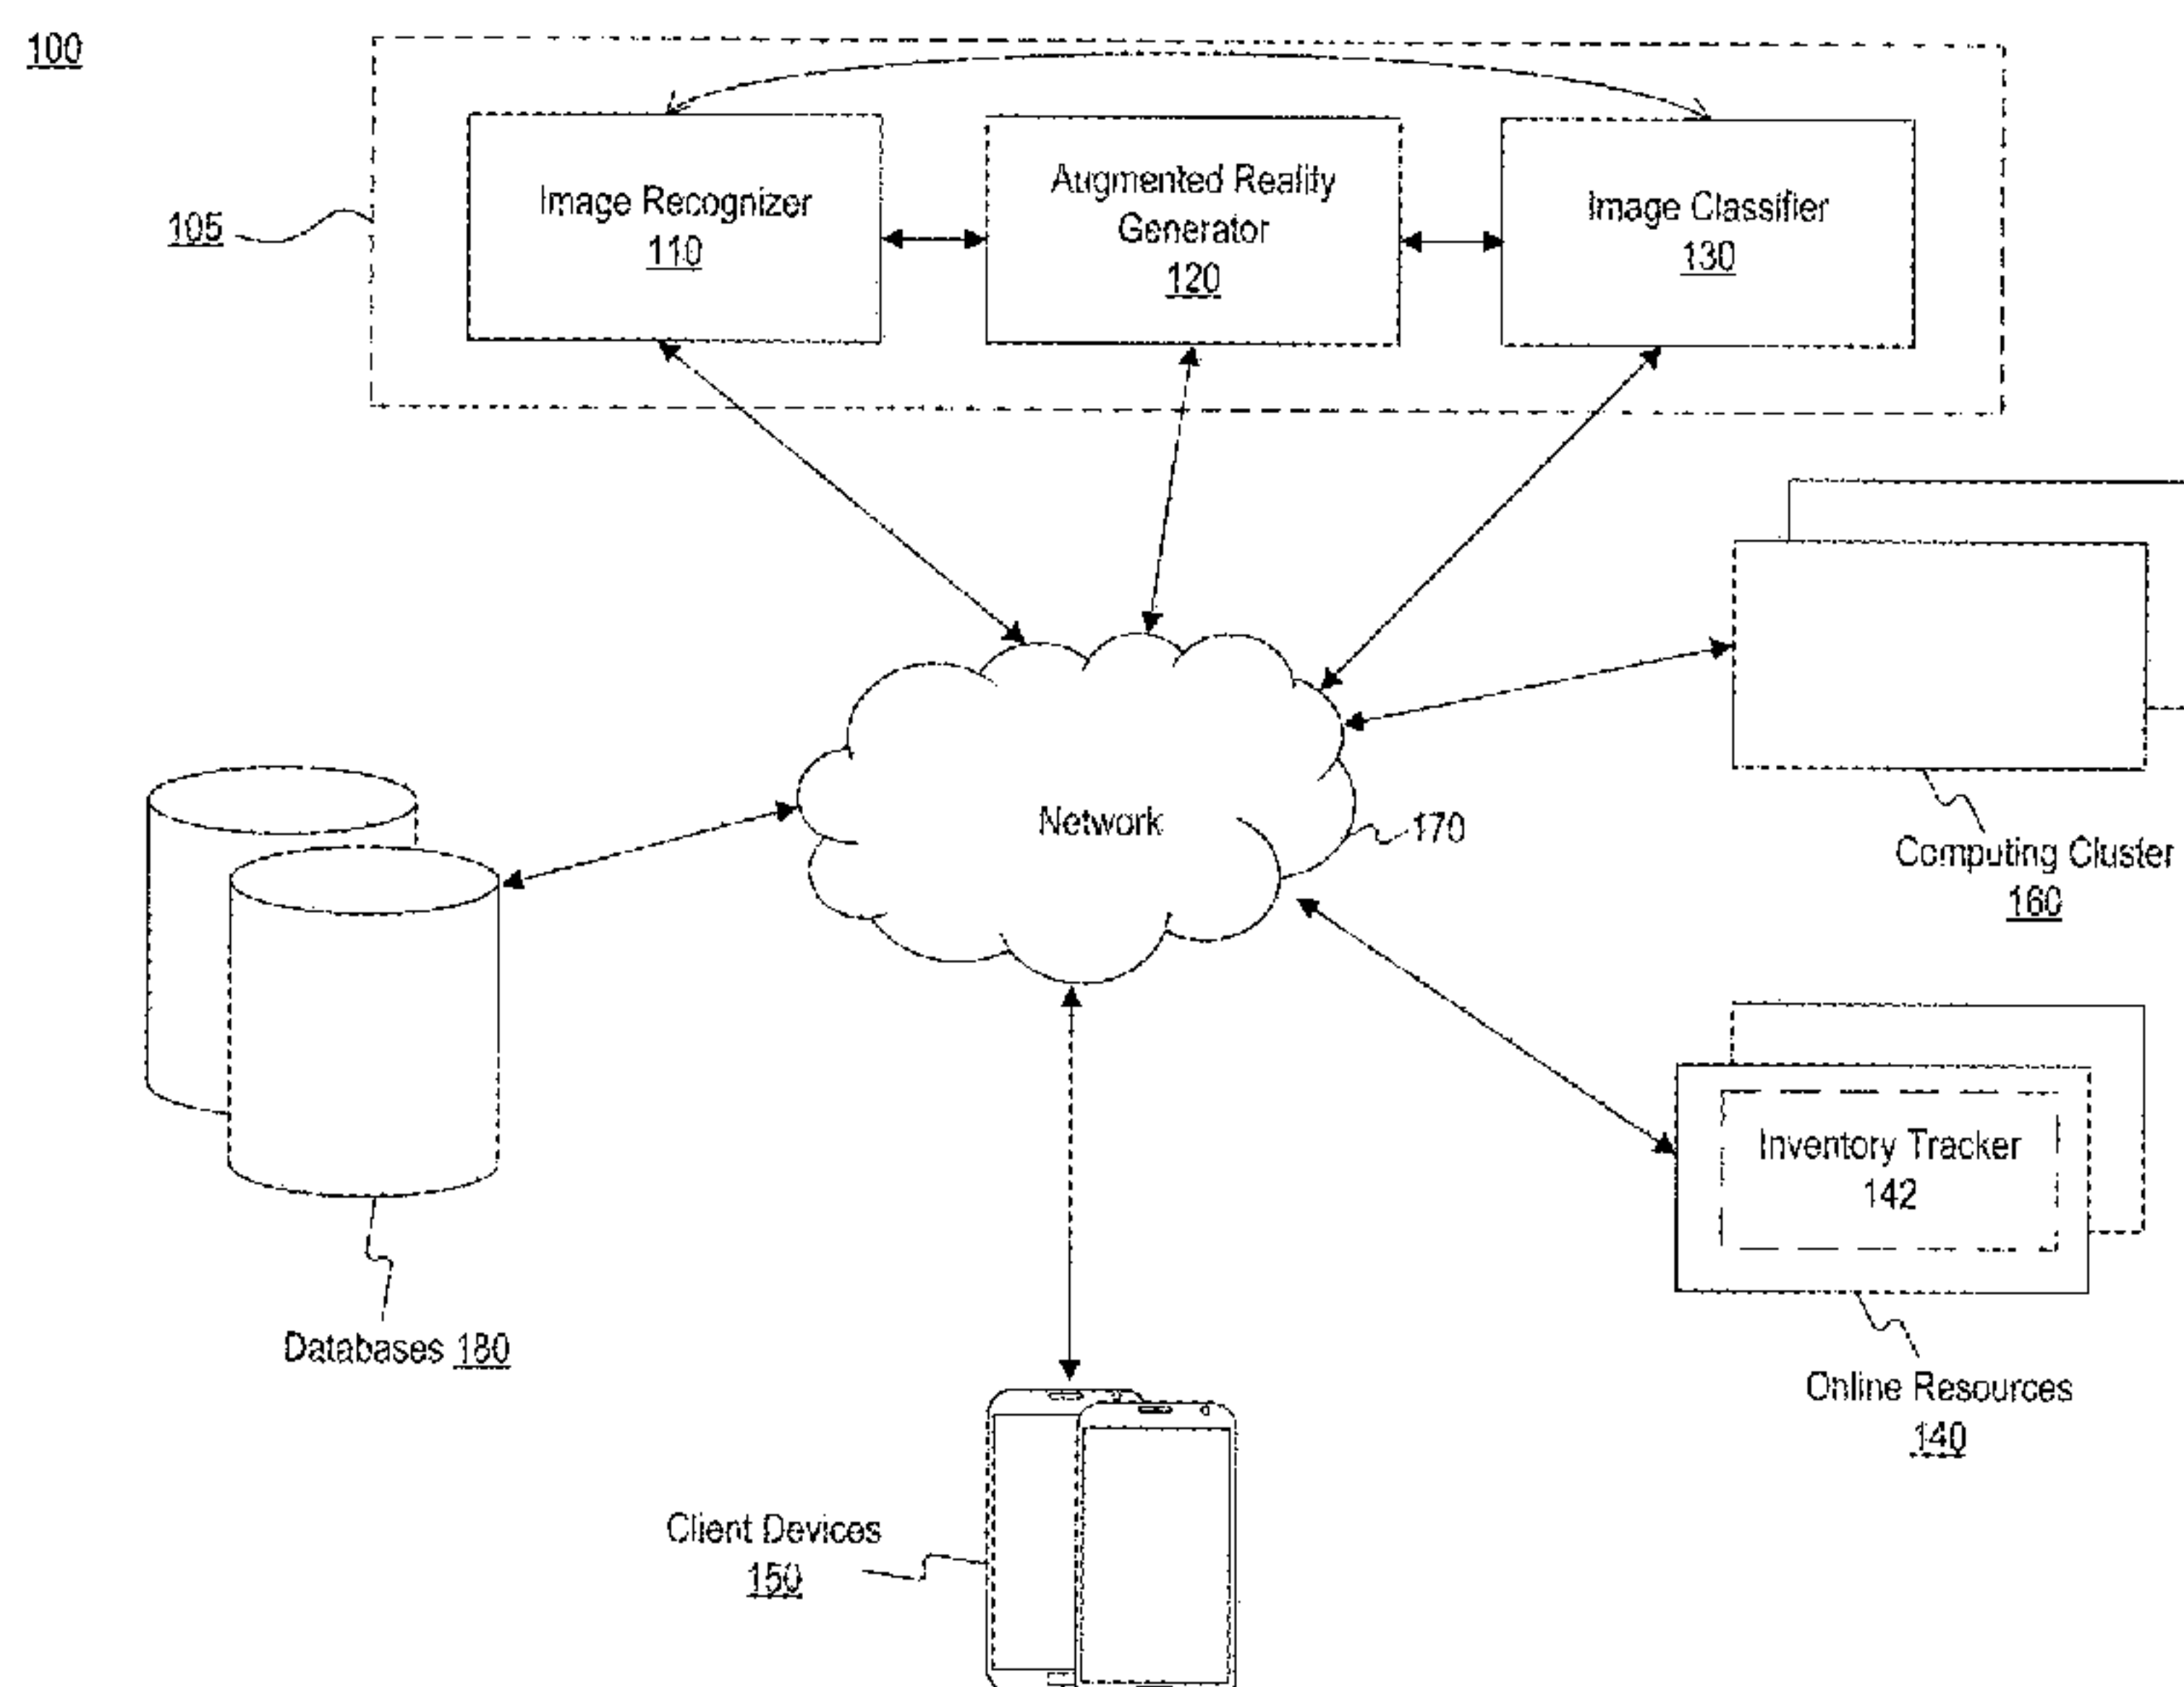 100
105
Image Recognizer
110
Augmented Reality
Generator
120
Image Classifier
130
Network
170
Computing Cluster
160
Inventory Tracker
142
Online Resources
140
Databases 180
Client Devices
150